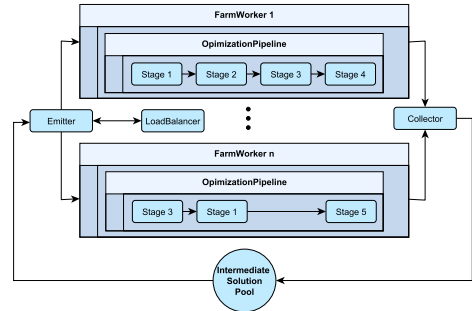 FarmWorker 1
OpimizationPipeline
Stage 1
Stage 2
Stage 3
Stage 4
Emitter
LoadBalancer
Collector
FarmWorker n
OpimizationPipeline
Stage 3
Stage 1
Stage 5
Intermediate
Solution
Pool